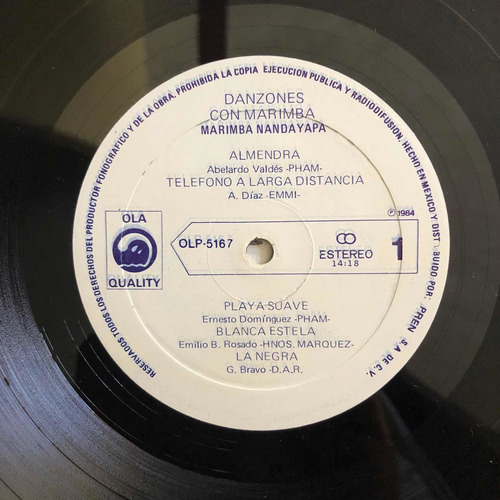 RESERVADOS TODOS LOS DERECHOS DEL PRODUCTOR FONOGRAFICO Y DE LA OBRA. PROHIBIDA LA COPIA EJECUCION PUBLICA Y RADIODIFUSION. HECHO EN MEXICO Y DISTRIBUIDO POR: PREN, S.A. DE C.V.
DANZONES
CON MARIMBA
MARIMBA NANDAYAPA
ALMENDRA
Abelardo Valdés -PHAM-
TELEFONO A LARGA DISTANCIA
A. Díaz -EMMI-
OLA
QUALITY
OLP-5167
ESTEREO
14:18
℗ 1984
1
PLAYA SUAVE
Ernesto Domínguez -PHAM-
BLANCA ESTELA
Emilio B. Rosado -HNOS. MARQUEZ-
LA NEGRA
G. Bravo -D.A.R.